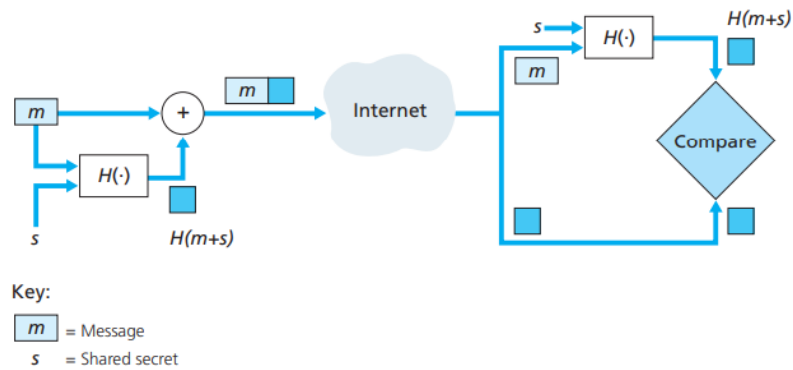 s
H(·)
H(m+s)
m
m
Internet
m
+
Compare
H(·)
s
H(m+s)
Key:
m = Message
s = Shared secret